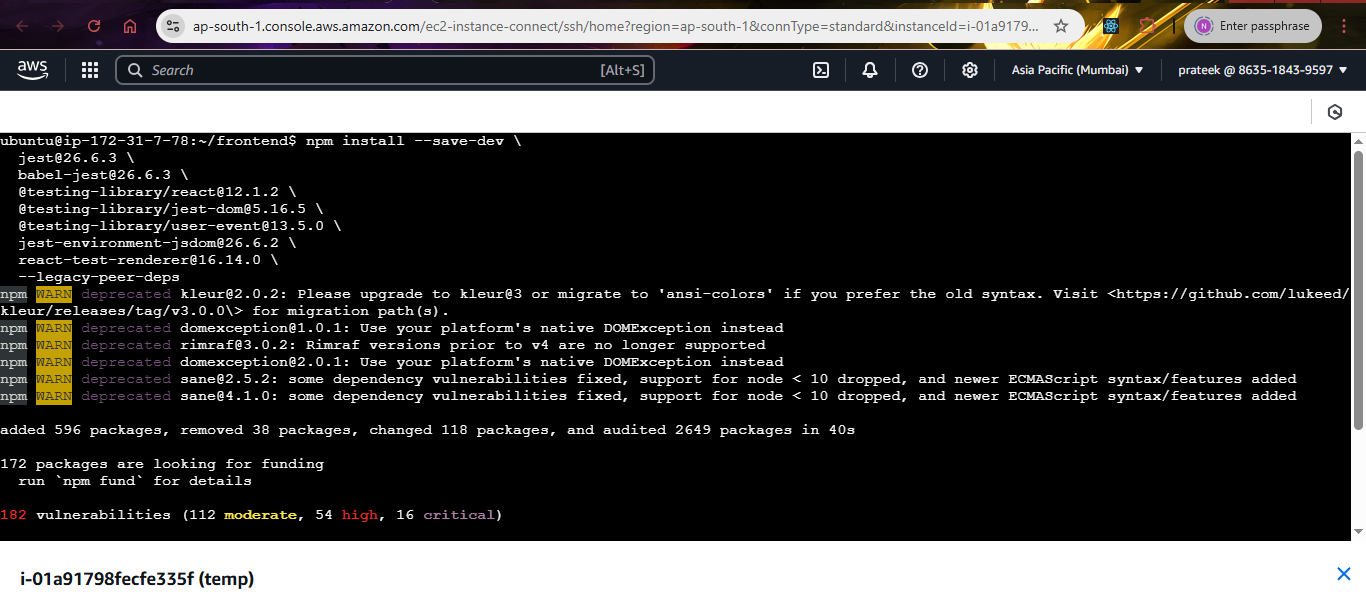 ap-south-1.console.aws.amazon.com/ec2-instance-connect/ssh/home?region=ap-south-1&connType=standard&instanceId=i-01a9179...
N Enter passphrase
aws
Search [Alt+S]
Asia Pacific (Mumbai)
prateek @ 8635-1843-9597
ubuntu@ip-172-31-7-78:~/frontend$ npm install --save-dev \
  jest@26.6.3 \
  babel-jest@26.6.3 \
  @testing-library/react@12.1.2 \
  @testing-library/jest-dom@5.16.5 \
  @testing-library/user-event@13.5.0 \
  jest-environment-jsdom@26.6.2 \
  react-test-renderer@16.14.0 \
  --legacy-peer-deps
npm WARN deprecated kleur@2.0.2: Please upgrade to kleur@3 or migrate to 'ansi-colors' if you prefer the old syntax. Visit <https://github.com/lukeed/
kleur/releases/tag/v3.0.0\> for migration path(s).
npm WARN deprecated domexception@1.0.1: Use your platform's native DOMException instead
npm WARN deprecated rimraf@3.0.2: Rimraf versions prior to v4 are no longer supported
npm WARN deprecated domexception@2.0.1: Use your platform's native DOMException instead
npm WARN deprecated sane@2.5.2: some dependency vulnerabilities fixed, support for node < 10 dropped, and newer ECMAScript syntax/features added
npm WARN deprecated sane@4.1.0: some dependency vulnerabilities fixed, support for node < 10 dropped, and newer ECMAScript syntax/features added
added 596 packages, removed 38 packages, changed 118 packages, and audited 2649 packages in 40s
172 packages are looking for funding
  run `npm fund` for details
182 vulnerabilities (112 moderate, 54 high, 16 critical)
i-01a91798fecfe335f (temp)